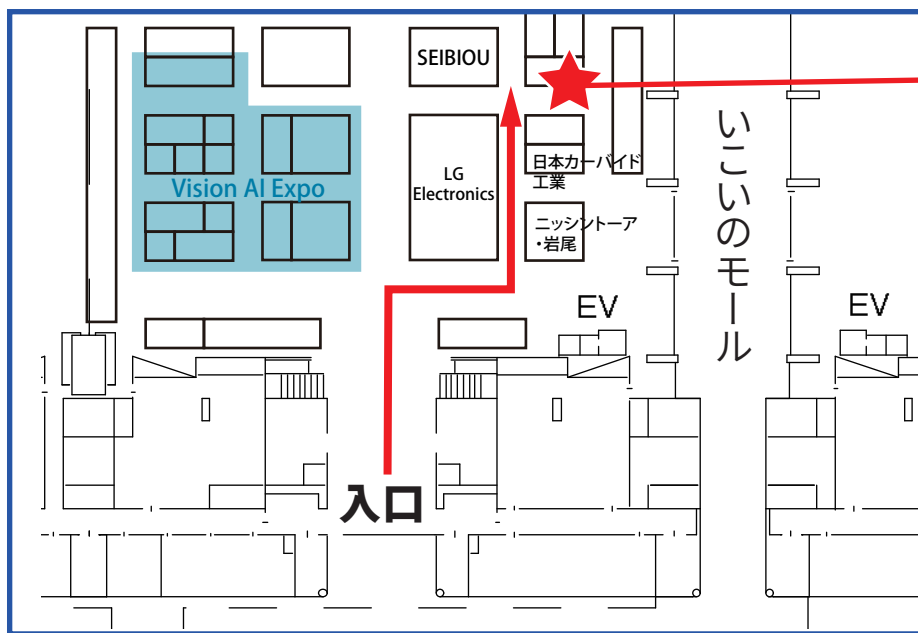 SEIBIOU
LG
Electronics
日本カーバイド
工業
ニッシントーア
・岩尾
Vision AI Expo
いこいのモール
EV
EV
入口